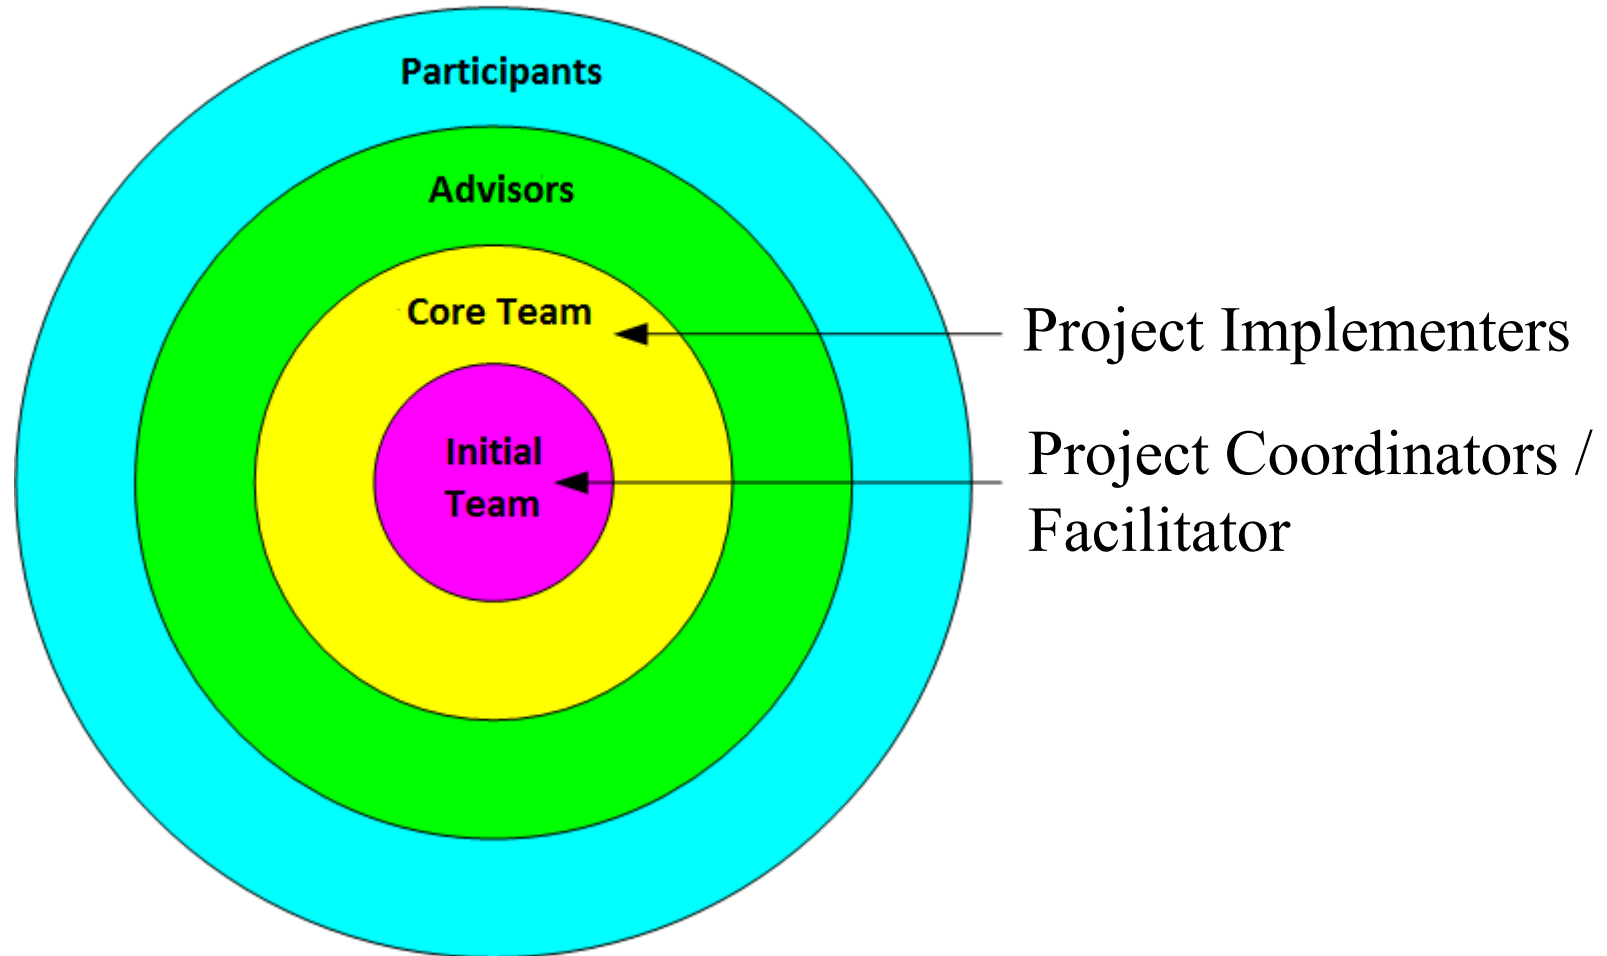 Participants
Advisors
Core Team
Project Implementers
Initial
Team
Project Coordinators /
Facilitator